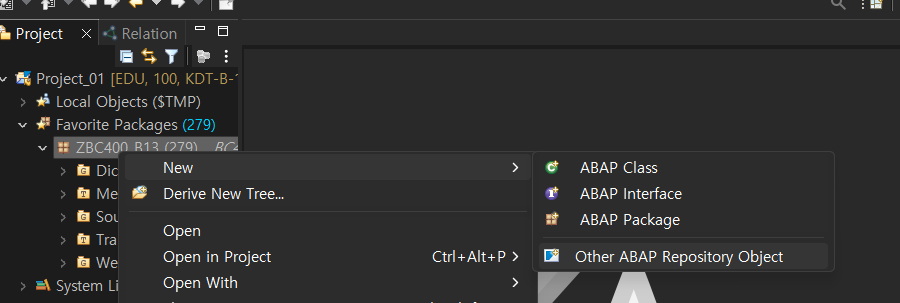 Project
Relation
Project_01 [EDU, 100, KDT-B-1
Local Objects ($TMP)
Favorite Packages (279)
ZBC400_B13 (279)
New
ABAP Class
Dic
Derive New Tree...
ABAP Interface
Me
ABAP Package
Sou
Open
Tra
Open in Project Ctrl+Alt+P
Other ABAP Repository Object
We
Open With
System Li